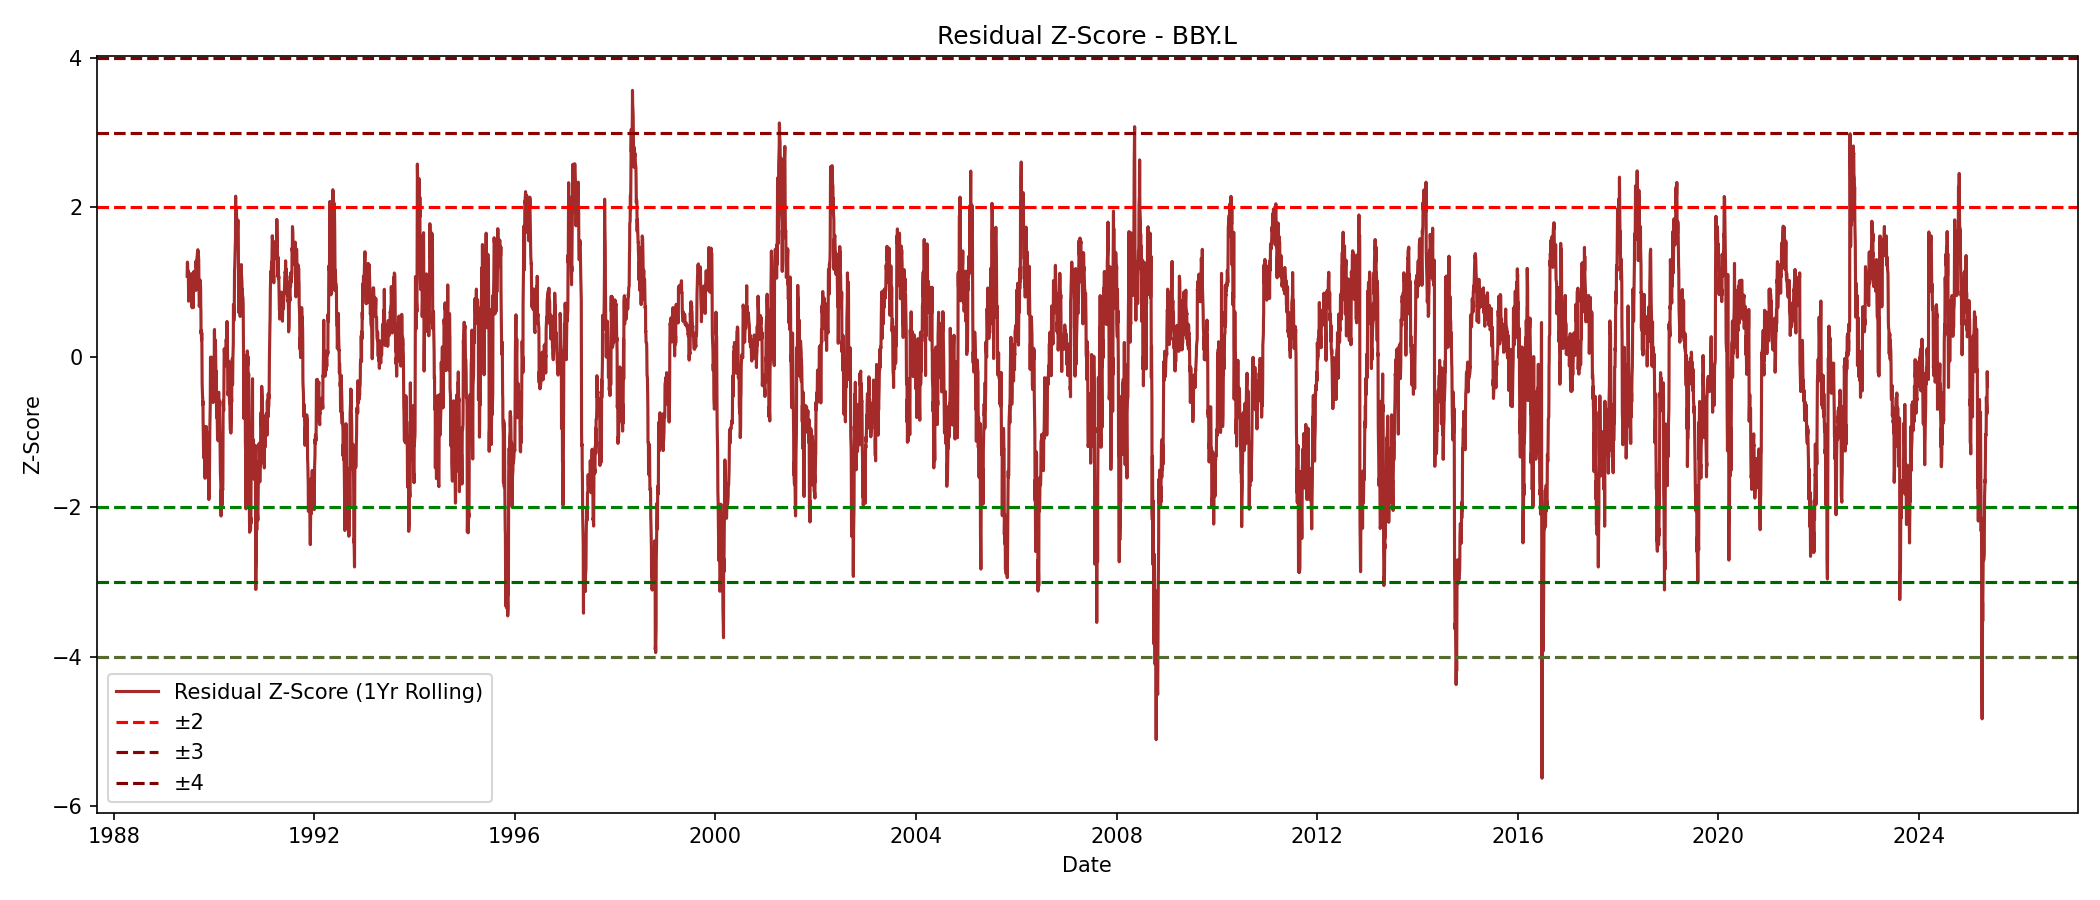 Residual Z-Score - BBY.L
4
2
0
−2
−4
−6
Z-Score
Residual Z-Score (1Yr Rolling)
±2
±3
±4
1988 1992 1996 2000 2004 2008 2012 2016 2020 2024
Date